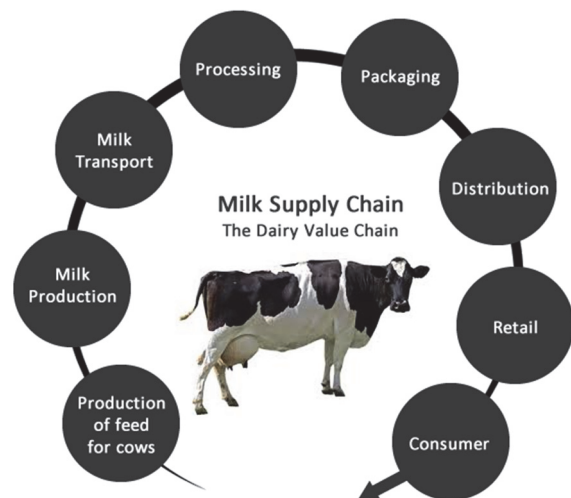 Milk Supply Chain
The Dairy Value Chain
Production
of feed
for cows
Milk
Production
Milk
Transport
Processing
Packaging
Distribution
Retail
Consumer